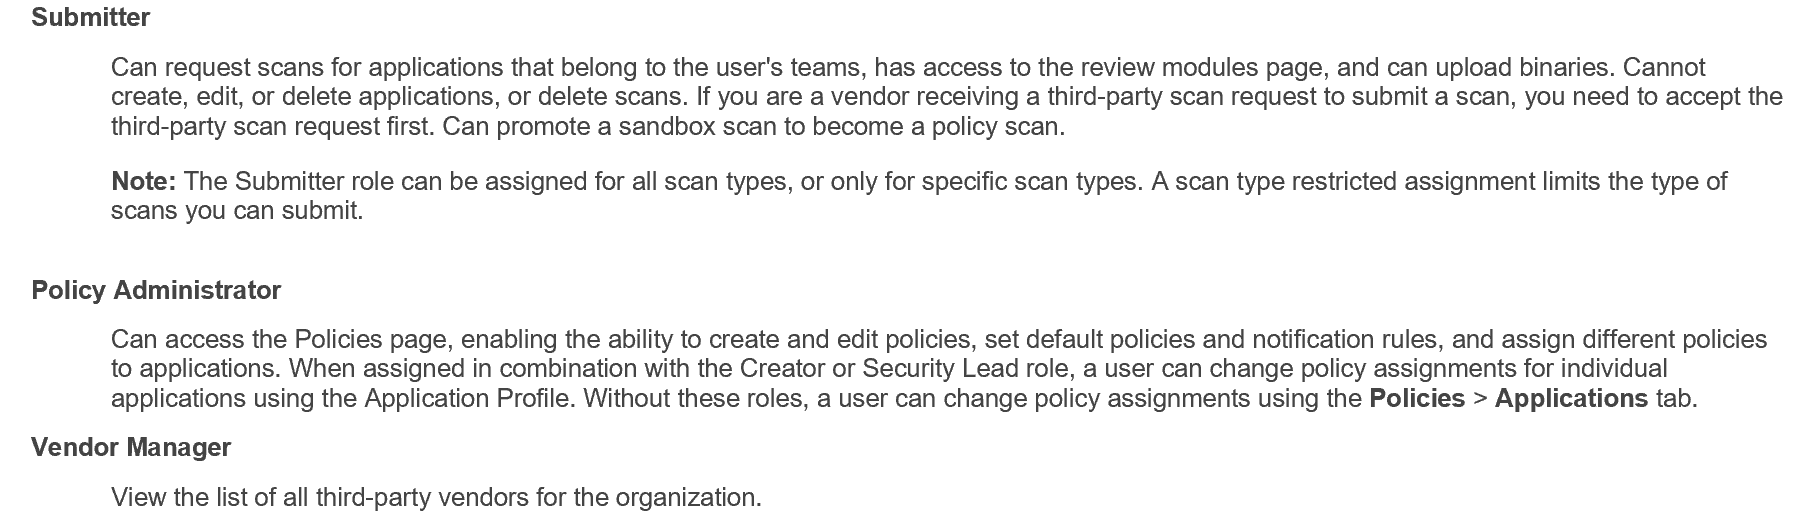 Submitter
Can request scans for applications that belong to the user's teams, has access to the review modules page, and can upload binaries. Cannot
create, edit, or delete applications, or delete scans. If you are a vendor receiving a third-party scan request to submit a scan, you need to accept the
third-party scan request first. Can promote a sandbox scan to become a policy scan.
Note: The Submitter role can be assigned for all scan types, or only for specific scan types. A scan type restricted assignment limits the type of
scans you can submit.
Policy Administrator
Can access the Policies page, enabling the ability to create and edit policies, set default policies and notification rules, and assign different policies
to applications. When assigned in combination with the Creator or Security Lead role, a user can change policy assignments for individual
applications using the Application Profile. Without these roles, a user can change policy assignments using the Policies > Applications tab.
Vendor Manager
View the list of all third-party vendors for the organization.